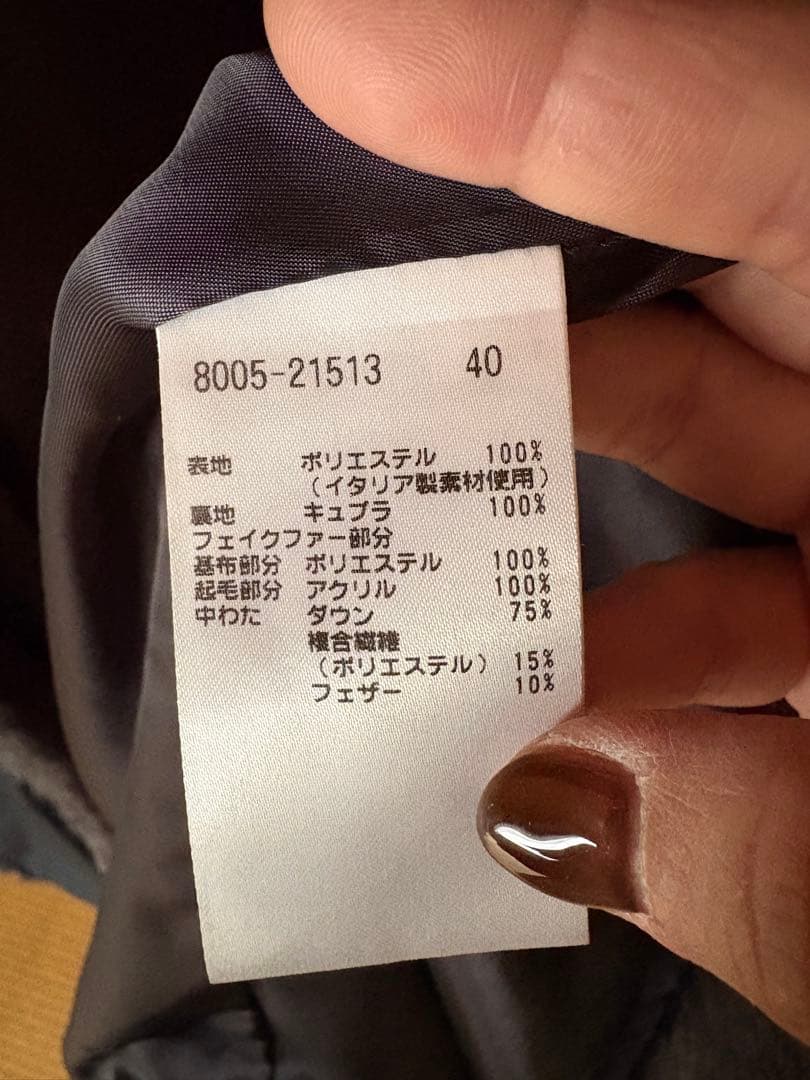 8005-21513 40
表地 ポリエステル 100%
(イタリア製素材使用)
裏地 キュプラ 100%
フェイクファー部分
基布部分 ポリエステル 100%
起毛部分 アクリル 100%
中わた ダウン 75%
複合繊維
(ポリエステル) 15%
フェザー 10%